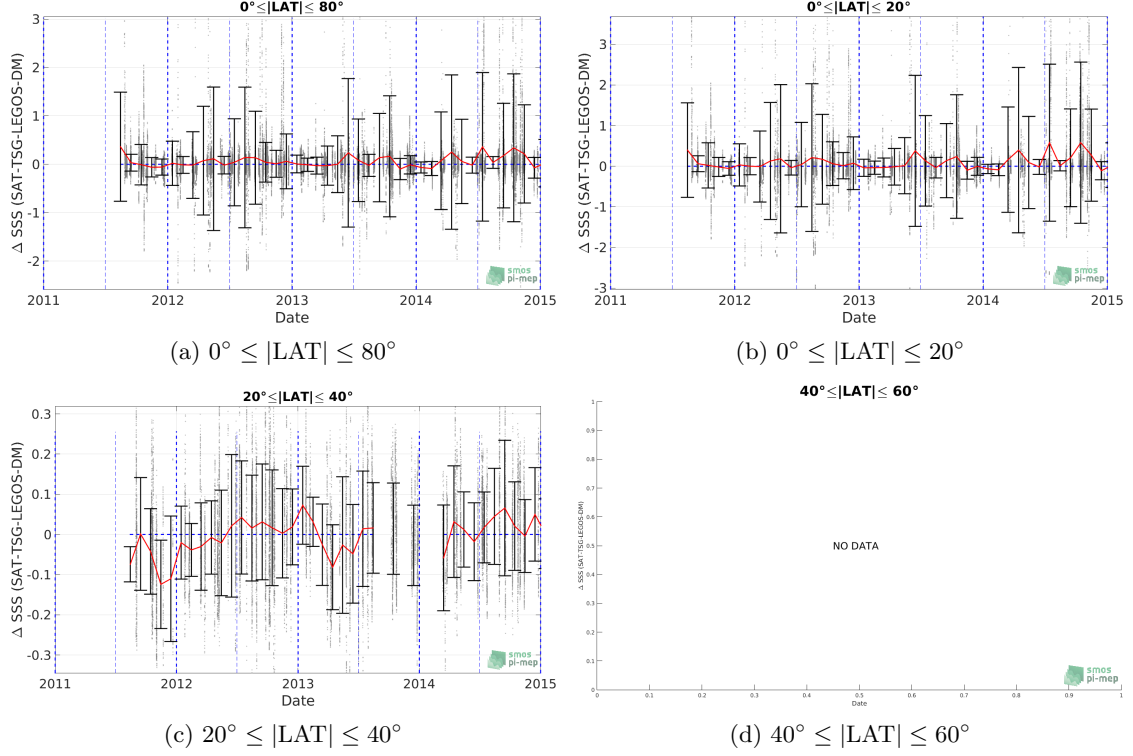 0°≤|LAT|≤ 80°
Δ SSS (SAT-TSG-LEGOS-DM)
3
2
1
0
-1
-2
2011 2012 2013 2014 2015
Date
smos
pi-mep
(a) 0° ≤ |LAT| ≤ 80°
0°≤|LAT|≤ 20°
Δ SSS (SAT-TSG-LEGOS-DM)
3
2
1
0
-1
-2
-3
2011 2012 2013 2014 2015
Date
smos
pi-mep
(b) 0° ≤ |LAT| ≤ 20°
20°≤|LAT|≤ 40°
Δ SSS (SAT-TSG-LEGOS-DM)
0.3
0.2
0.1
0
-0.1
-0.2
-0.3
2011 2012 2013 2014 2015
Date
smos
pi-mep
(c) 20° ≤ |LAT| ≤ 40°
40°≤|LAT|≤ 60°
Δ SSS (SAT-TSG-LEGOS-DM)
1
0.9
0.8
0.7
0.6
0.5
0.4
0.3
0.2
0.1
0
NO DATA
0 0.1 0.2 0.3 0.4 0.5 0.6 0.7 0.8 0.9 1
Date
smos
pi-mep
(d) 40° ≤ |LAT| ≤ 60°